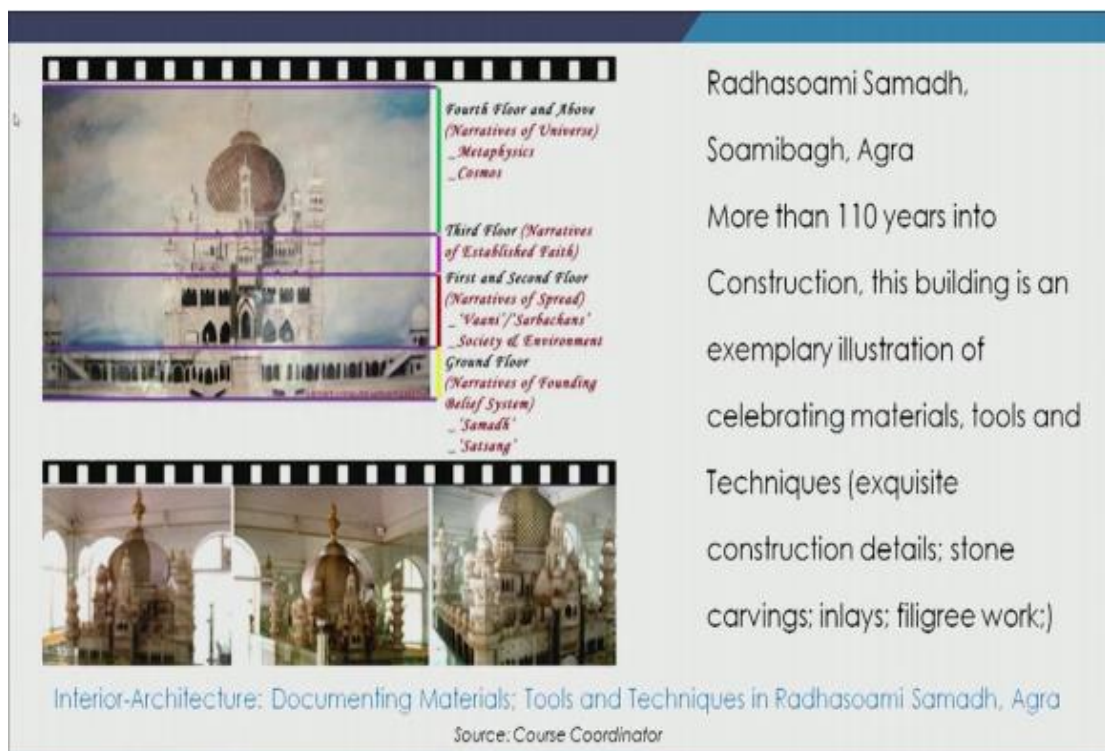 Fourth Floor and Above
(Narratives of Universe)
_Metaphysics
_Cosmos
Third Floor (Narratives
of Established Faith)
First and Second Floor
(Narratives of Spread)
_'Vaani'/'Sarbachans'
_Society & Environment
Ground Floor
(Narratives of Founding
Belief System)
_'Samadh'
_'Satsang'
Radhasoami Samadh,
Soamibagh, Agra
More than 110 years into
Construction, this building is an
exemplary illustration of
celebrating materials, tools and
Techniques (exquisite
construction details; stone
carvings; inlays; filigree work;)
Interior-Architecture: Documenting Materials; Tools and Techniques in Radhasoami Samadh, Agra
Source: Course Coordinator